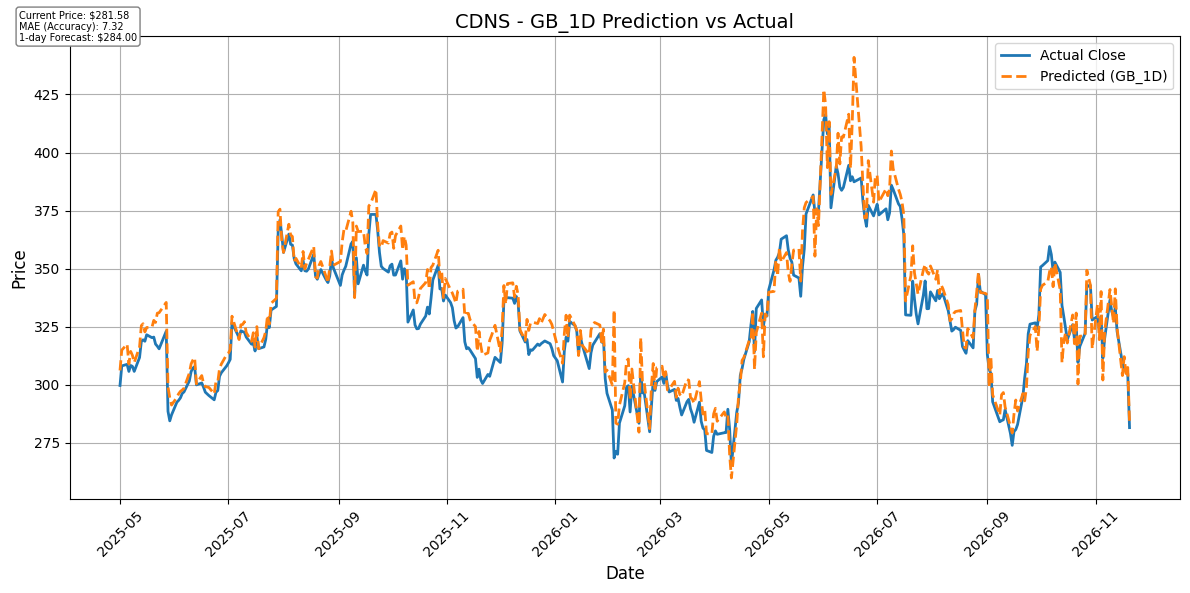 Current Price: $281.58
MAE (Accuracy): 7.32
1-day Forecast: $284.00
CDNS - GB_1D Prediction vs Actual
Actual Close
Predicted (GB_1D)
Price
425
400
375
350
325
300
275
2025-05
2025-07
2025-09
2025-11
2026-01
2026-03
2026-05
2026-07
2026-09
2026-11
Date